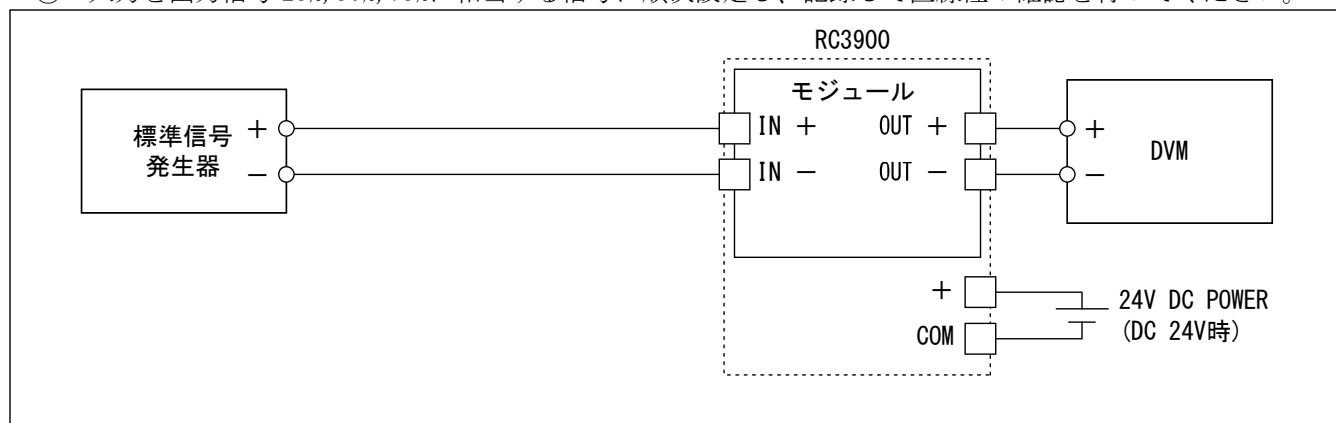 RC3900
モジュール
標準信号
発生器
+
−
IN +
IN −
OUT +
OUT −
+
−
DVM
+
COM
24V DC POWER
(DC 24V時)